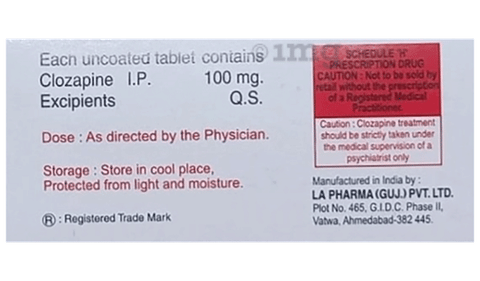 Each uncoated tablet contains
Clozapine I.P. 100 mg.
Excipients Q.S.
Dose : As directed by the Physician.
Storage : Store in cool place,
Protected from light and moisture.
® : Registered Trade Mark
SCHEDULE 'H'
PRESCRIPTION DRUG
CAUTION : Not to be sold by
retail without the prescription
of a Registered Medical
Practitioner.
Caution : Clozapine treatment
should be strictly taken under
the medical supervision of a
psychiatrist only
Manufactured in India by :
LA PHARMA (GUJ.) PVT. LTD.
Plot No. 465, G.I.D.C. Phase II,
Vatwa, Ahmedabad-382 445.